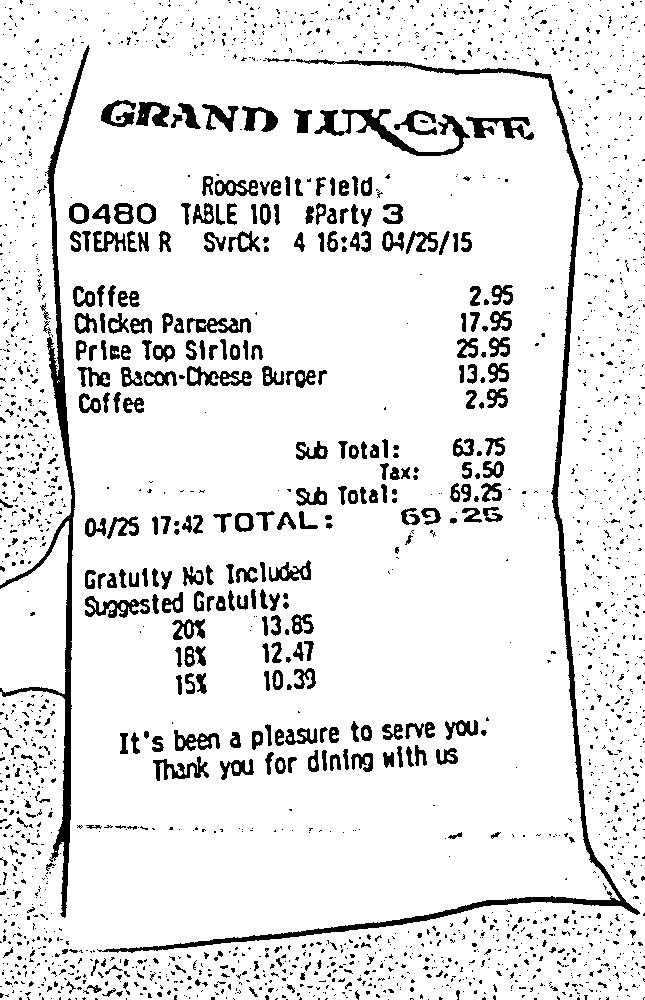 GRAND LUX CAFE
Roosevelt Field
0480 TABLE 101 #Party 3
STEPHEN R SvrCk: 4 16:43 04/25/15
Coffee 2.95
Chicken Parmesan 17.95
Prime Top Sirloin 25.95
The Bacon-Cheese Burger 13.95
Coffee 2.95
Sub Total: 63.75
Tax: 5.50
Sub Total: 69.25
04/25 17:42 TOTAL: 69.25
Gratuity Not Included
Suggested Gratuity:
20% 13.85
18% 12.47
15% 10.39
It's been a pleasure to serve you.
Thank you for dining with us